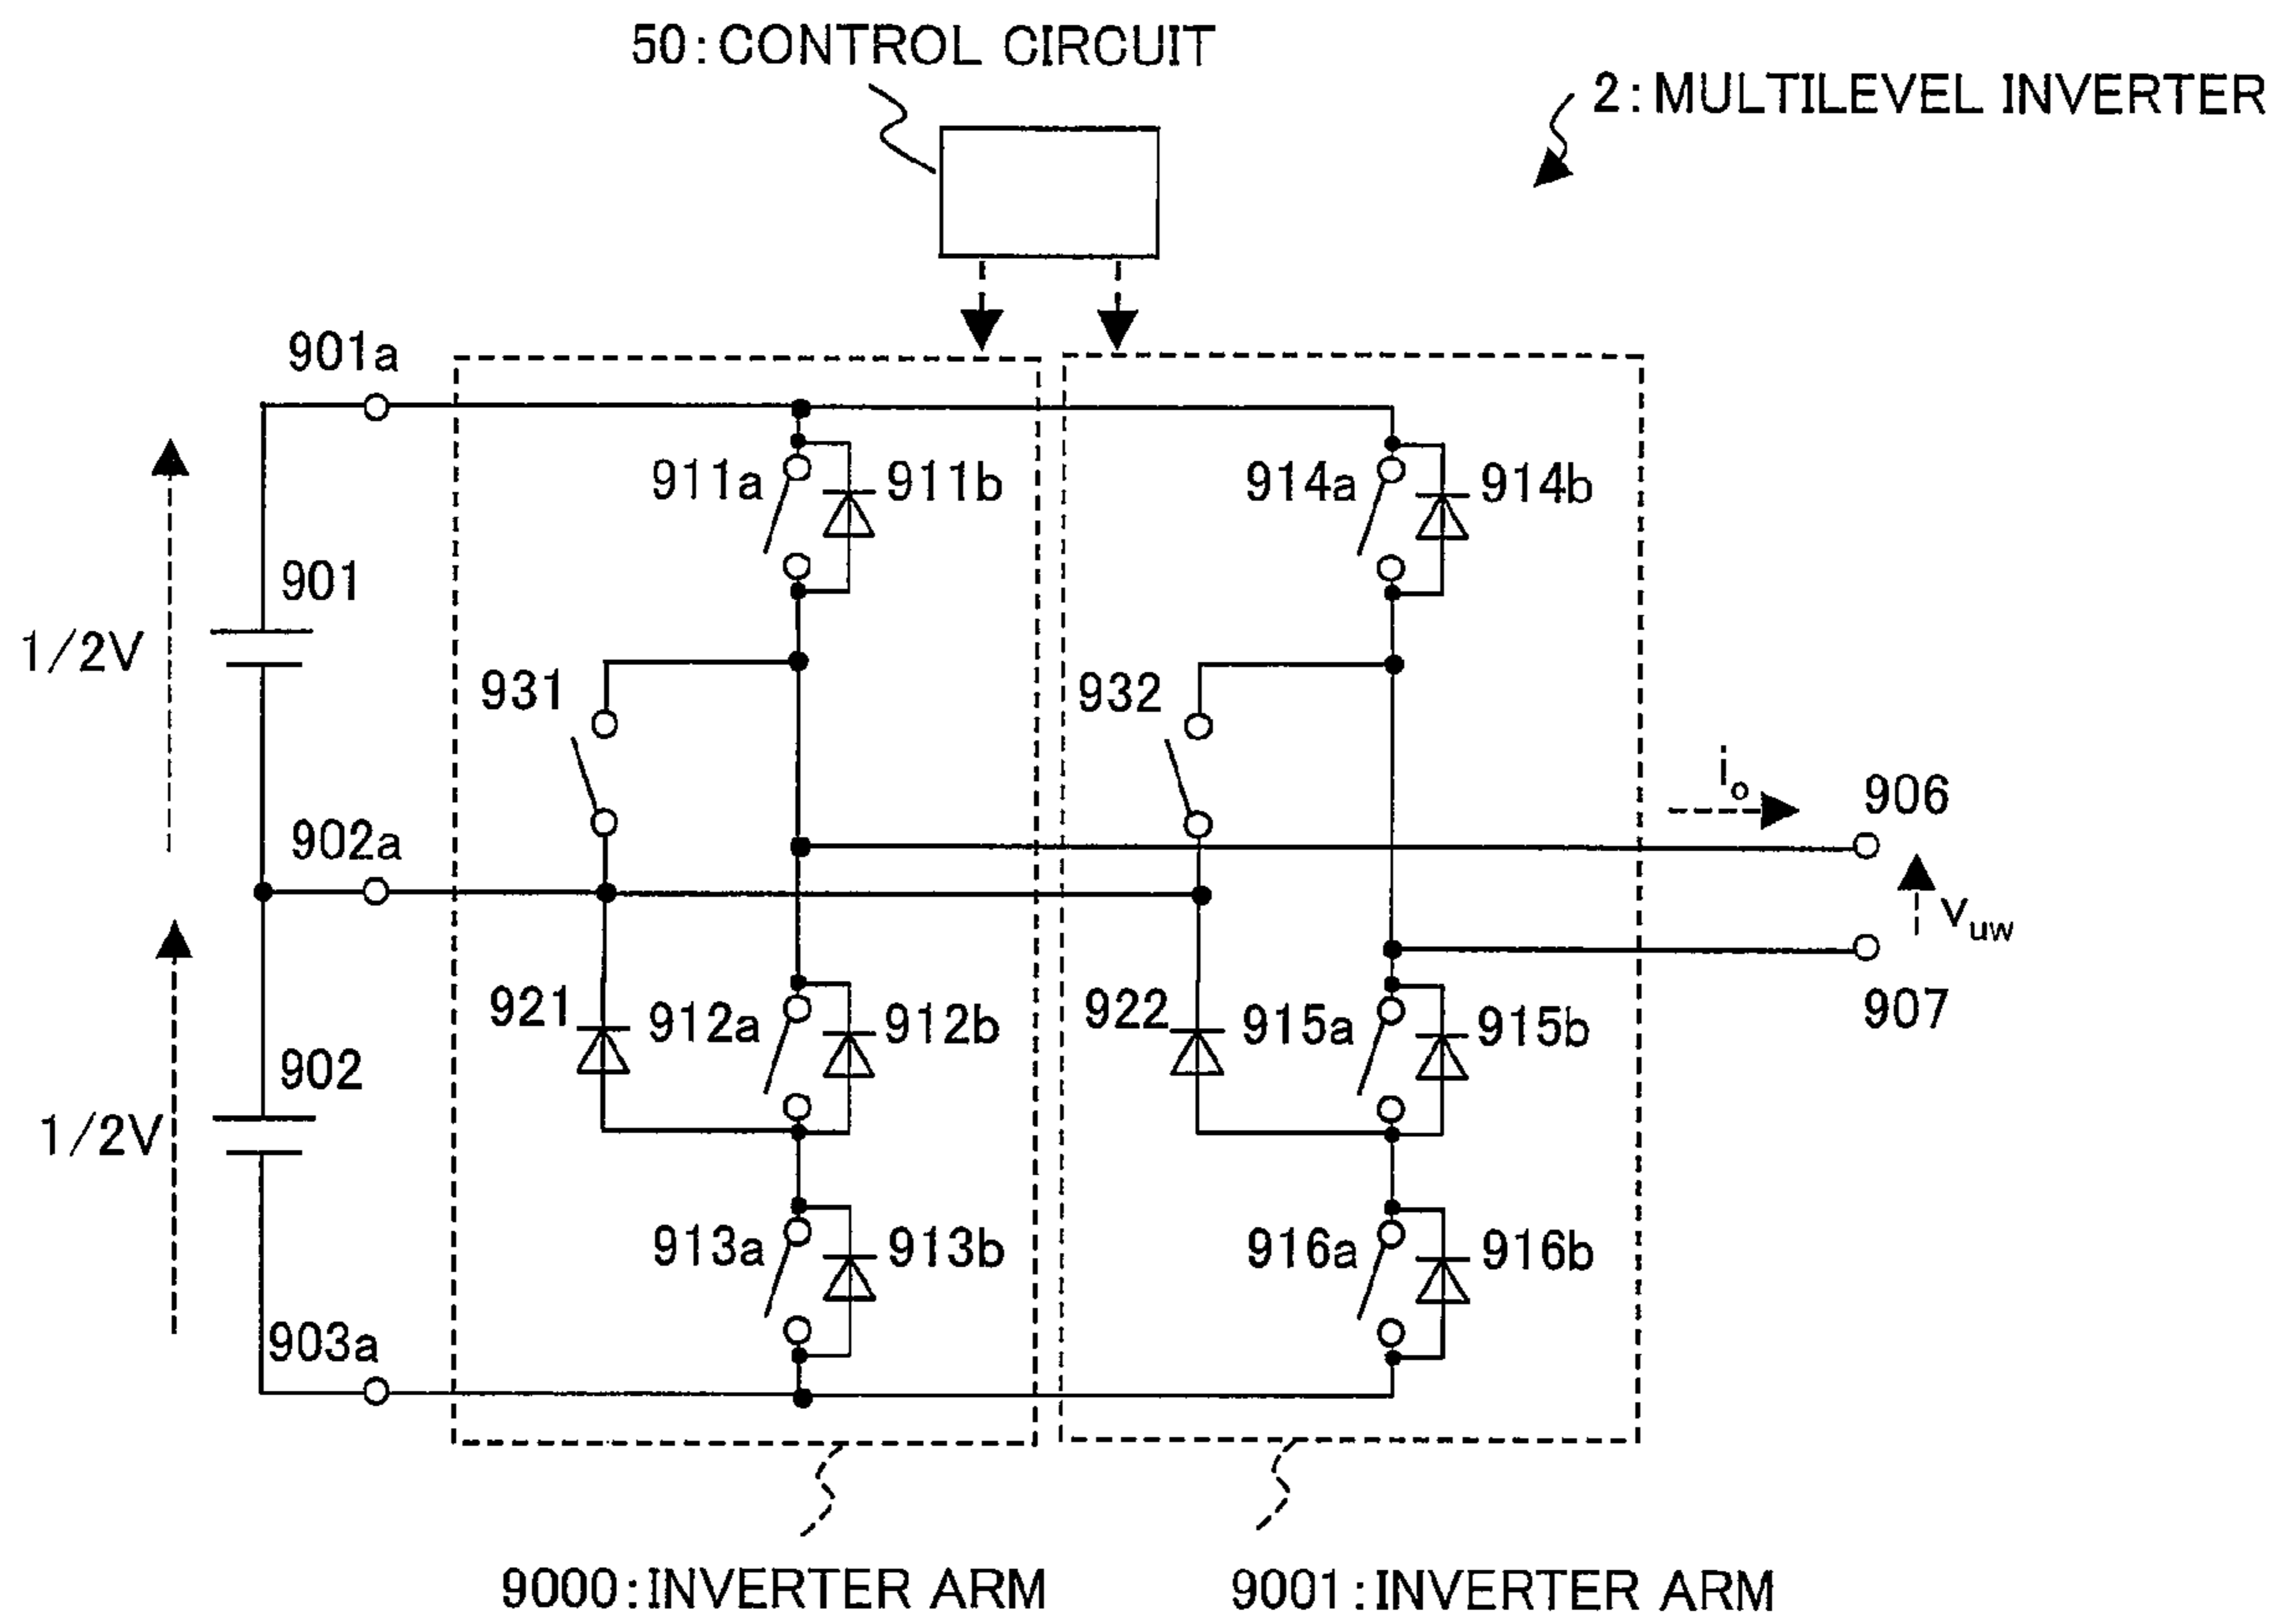 50:CONTROL CIRCUIT
2:MULTILEVEL INVERTER
901a
911a
911b
914a
914b
901
1/2V
931
932
io
906
902a
vuw
907
921
912a
912b
922
915a
915b
902
1/2V
913a
913b
916a
916b
903a
9000:INVERTER ARM
9001:INVERTER ARM